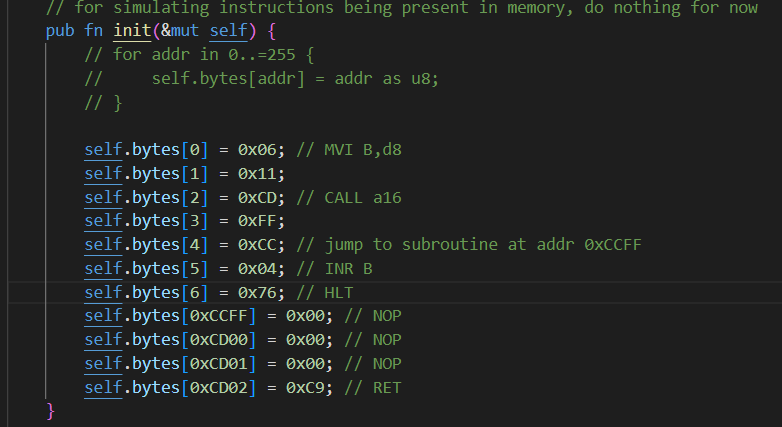 // for simulating instructions being present in memory, do nothing for now
pub fn init(&mut self) {
    // for addr in 0..=255 {
    //     self.bytes[addr] = addr as u8;
    // }

    self.bytes[0] = 0x06; // MVI B,d8
    self.bytes[1] = 0x11;
    self.bytes[2] = 0xCD; // CALL a16
    self.bytes[3] = 0xFF;
    self.bytes[4] = 0xCC; // jump to subroutine at addr 0xCCFF
    self.bytes[5] = 0x04; // INR B
    self.bytes[6] = 0x76; // HLT
    self.bytes[0xCCFF] = 0x00; // NOP
    self.bytes[0xCD00] = 0x00; // NOP
    self.bytes[0xCD01] = 0x00; // NOP
    self.bytes[0xCD02] = 0xC9; // RET
}